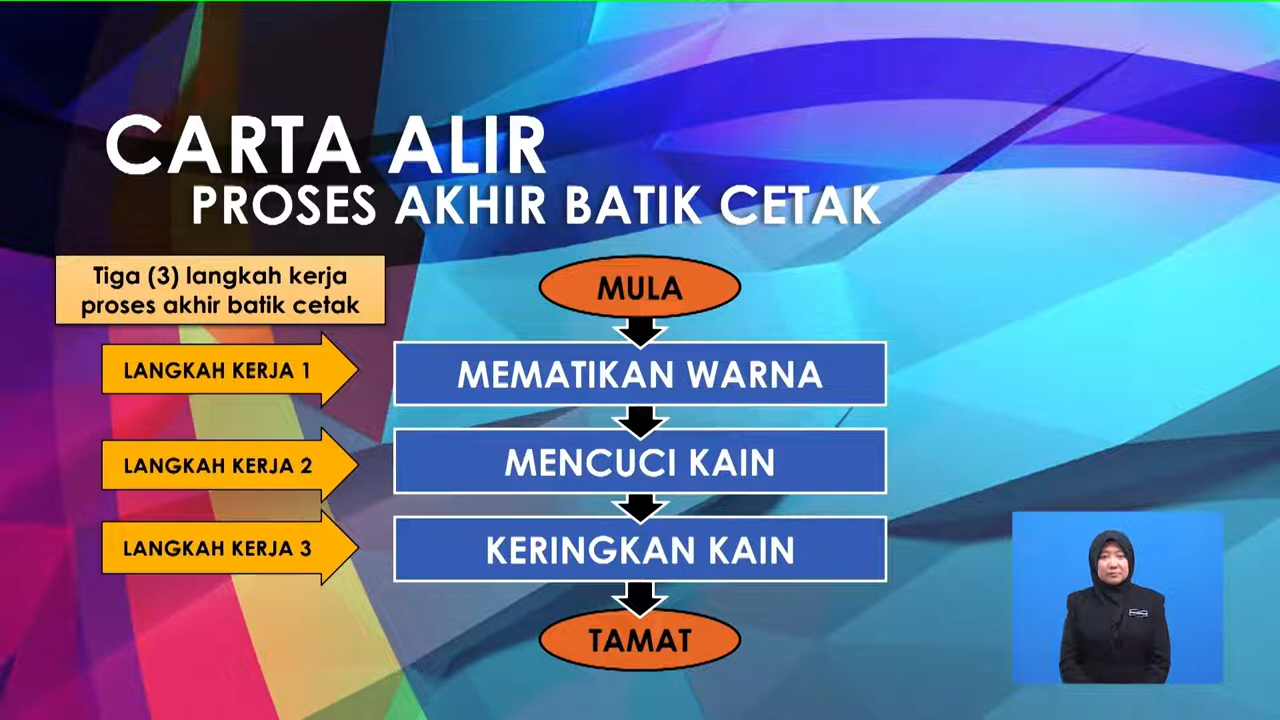 CARTA ALIR
PROSES AKHIR BATIK CETAK
Tiga (3) langkah kerja
proses akhir batik cetak
MULA
LANGKAH KERJA 1
MEMATIKAN WARNA
LANGKAH KERJA 2
MENCUCI KAIN
LANGKAH KERJA 3
KERINGKAN KAIN
TAMAT